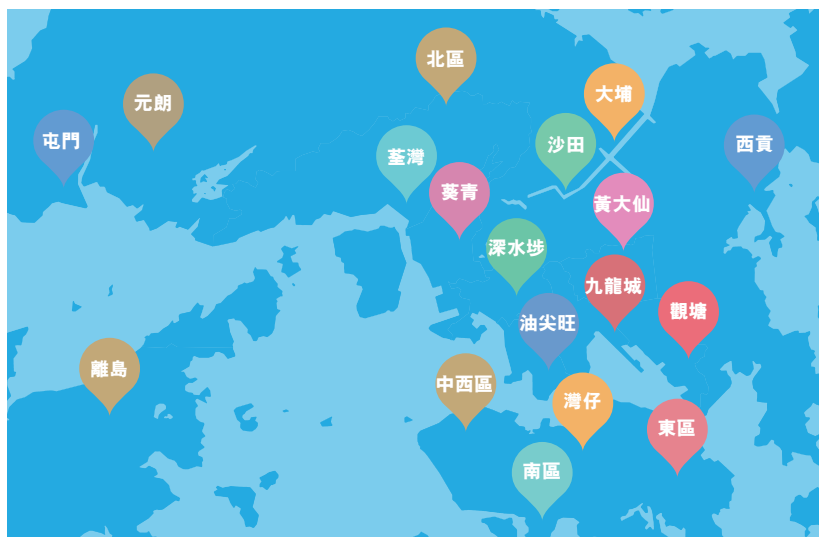 北區
大埔
元朗
屯門
沙田
西貢
荃灣
葵青
黃大仙
深水埗
九龍城
觀塘
油尖旺
離島
中西區
灣仔
東區
南區